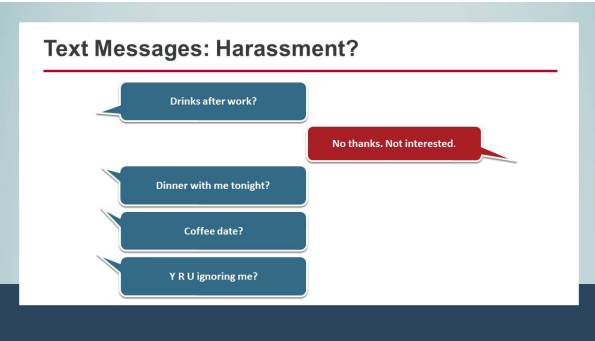 Text Messages: Harassment?
Drinks after work?
No thanks. Not interested.
Dinner with me tonight?
Coffee date?
Y R U ignoring me?